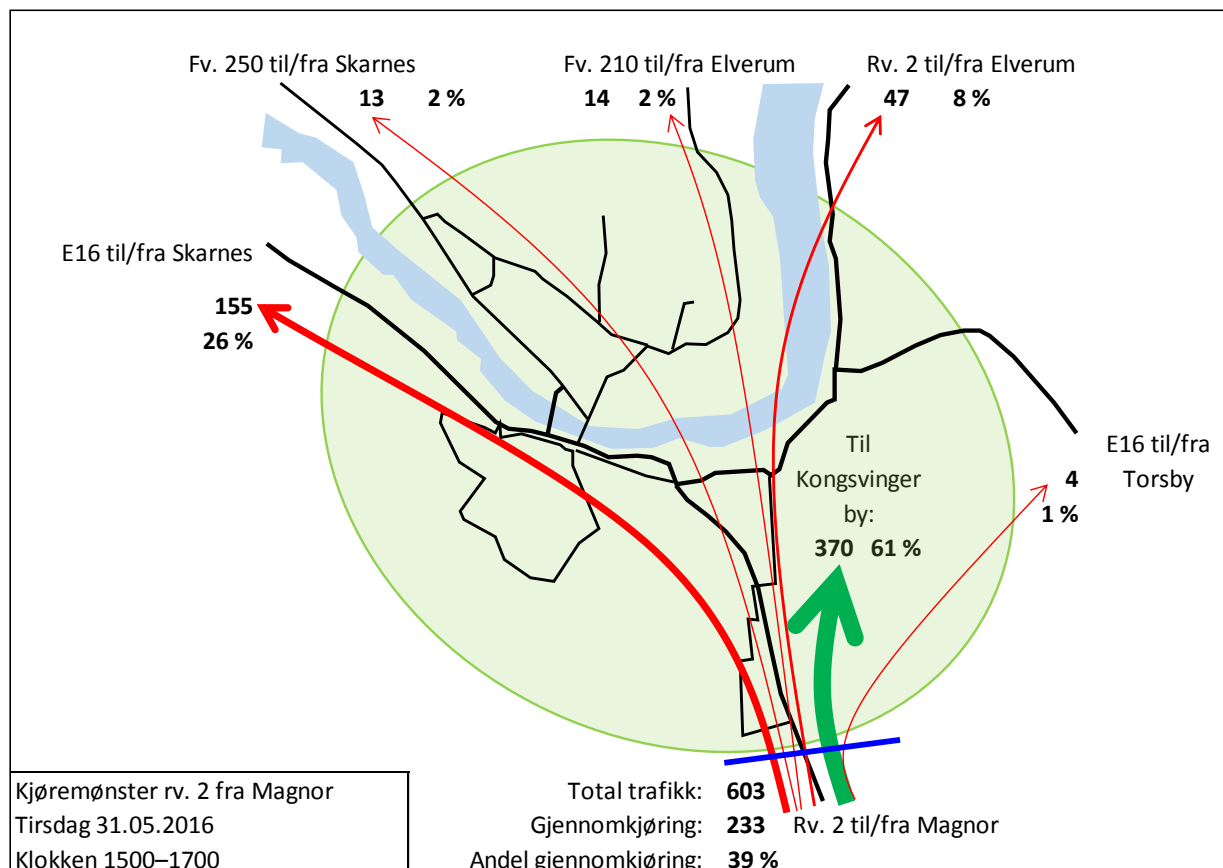 Fv. 250 til/fra Skarnes
13 2 %
Fv. 210 til/fra Elverum
14 2 %
Rv. 2 til/fra Elverum
47 8 %
E16 til/fra Skarnes
155
26 %
E16 til/fra
Torsby
4
1 %
Til
Kongsvinger
by:
370 61 %
Kjøremønster rv. 2 fra Magnor
Tirsdag 31.05.2016
Klokken 1500–1700
Total trafikk: 603
Gjennomkjøring: 233
Rv. 2 til/fra Magnor
Andel gjennomkjøring: 39 %